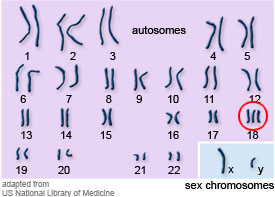 autosomes
1 2 3 4 5
6 7 8 9 10 11 12
13 14 15 16 17 18
19 20 21 22 x y
adapted from
US National Library of Medicine
sex chromosomes